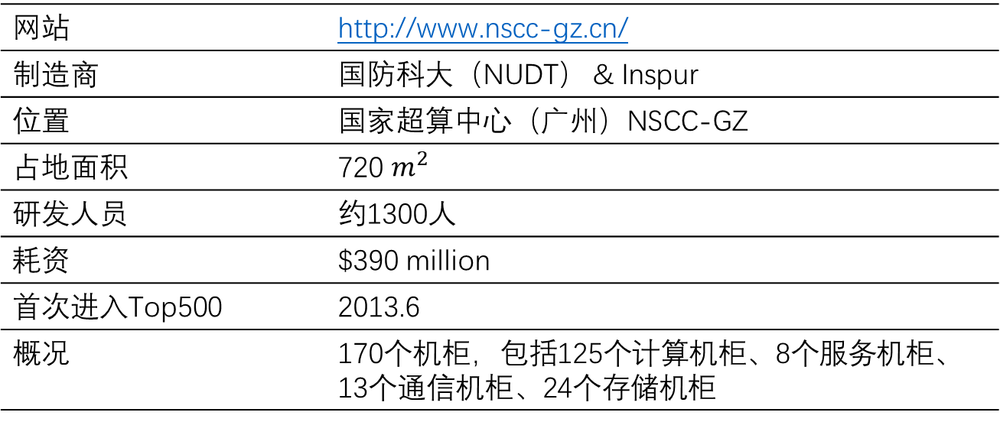 网站 http://www.nscc-gz.cn/
制造商 国防科大（NUDT）& Inspur
位置 国家超算中心（广州）NSCC-GZ
占地面积 720 m²
研发人员 约1300人
耗资 $390 million
首次进入Top500 2013.6
概况 170个机柜，包括125个计算机柜、8个服务机柜、
13个通信机柜、24个存储机柜